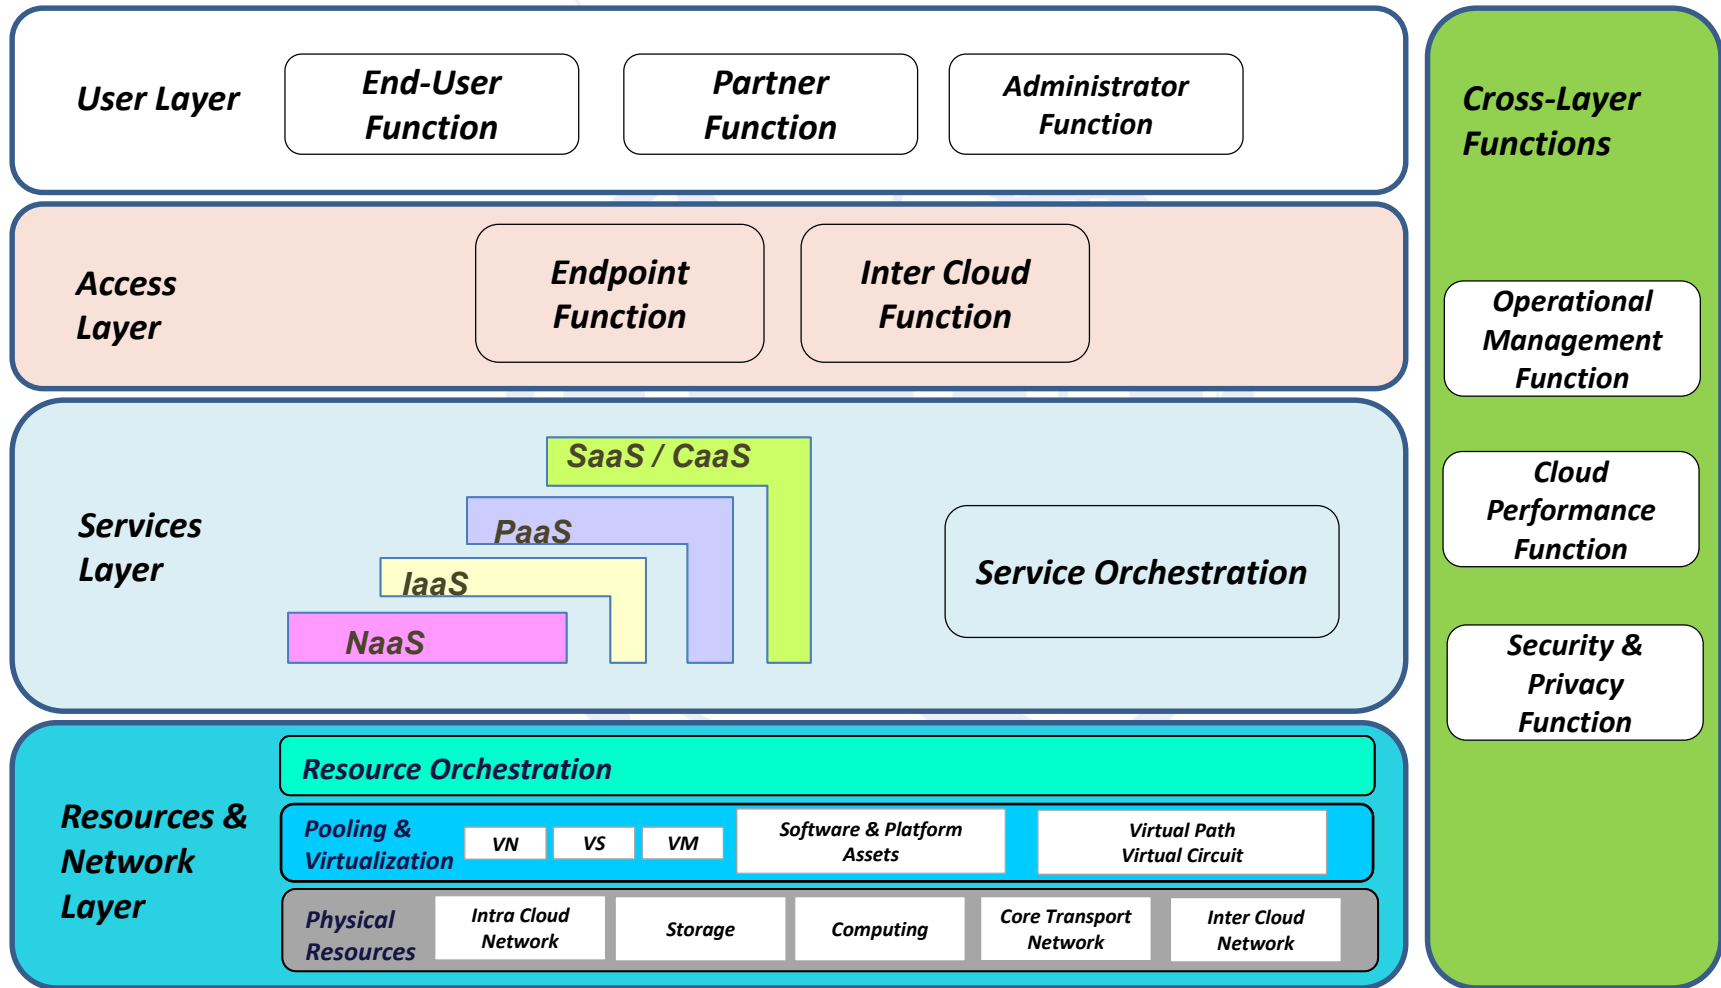 User Layer
End-User
Function
Partner
Function
Administrator
Function
Access
Layer
Endpoint
Function
Inter Cloud
Function
Services
Layer
SaaS / CaaS
PaaS
IaaS
NaaS
Service Orchestration
Resources &
Network
Layer
Resource Orchestration
Pooling &
Virtualization
VN
VS
VM
Software & Platform
Assets
Virtual Path
Virtual Circuit
Physical
Resources
Intra Cloud
Network
Storage
Computing
Core Transport
Network
Inter Cloud
Network
Cross-Layer
Functions
Operational
Management
Function
Cloud
Performance
Function
Security &
Privacy
Function